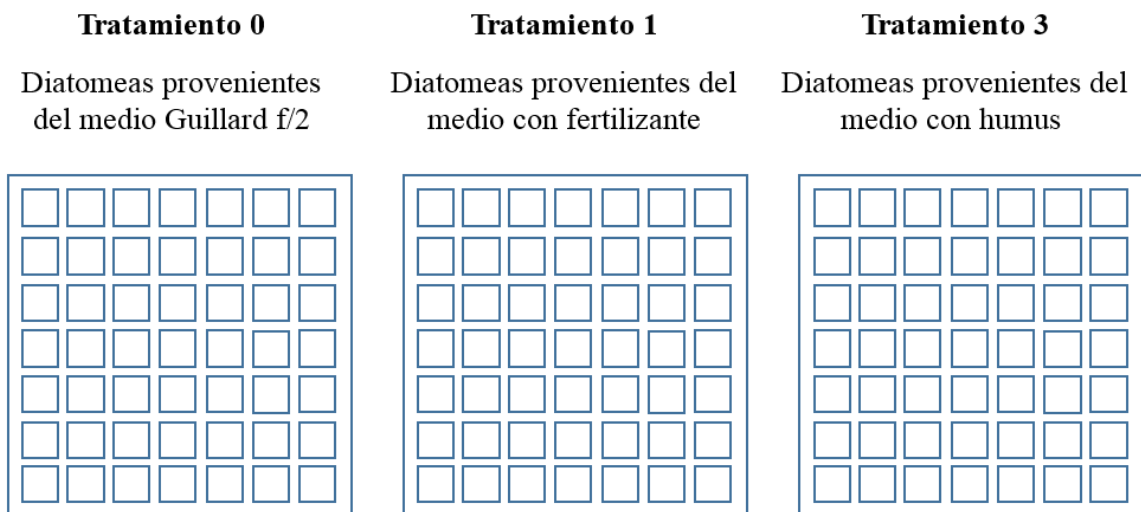 Tratamiento 0
Diatomeas provenientes
del medio Guillard f/2
Tratamiento 1
Diatomeas provenientes del
medio con fertilizante
Tratamiento 3
Diatomeas provenientes del
medio con humus